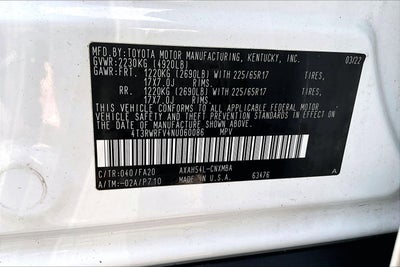 MFD.BY:TOYOTA MOTOR MANUFACTURING, KENTUCKY, INC. 03/22
GVWR:2230KG (4920LB)
GAWR:FRT. 1220KG (2690LB) WITH 225/65R17 TIRES,
17X7.0J RIMS.
RR. 1220KG (2690LB) WITH 225/65R17 TIRES,
17X7.0J RIMS.
THIS VEHICLE CONFORMS TO ALL APPLICABLE FEDERAL MOTOR
VEHICLE SAFETY, BUMPER AND THEFT PREVENTION STANDARDS IN
EFFECT ON THE DATE OF MANUFACTURE SHOWN ABOVE.
4T3RWRFV4NU060086 MPV
C/TR:040/FA20 AXAH54L-CNXMBA
A/TM:-02A/P710 MADE IN U.S.A. 63476 A